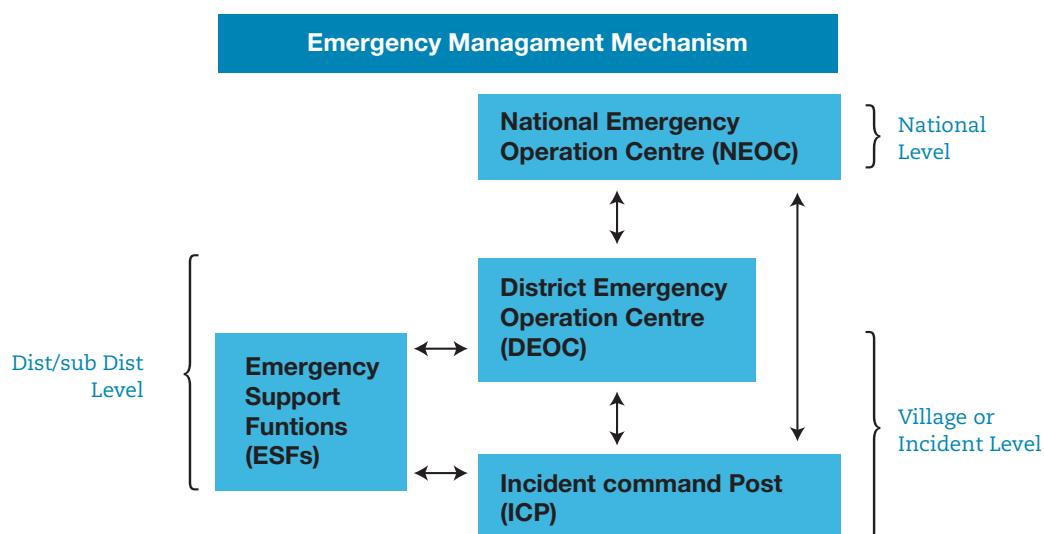 Emergency Managament Mechanism
National Emergency
Operation Centre (NEOC)
National
Level
District Emergency
Operation Centre
(DEOC)
Dist/sub Dist
Level
Emergency
Support
Funtions
(ESFs)
Village or
Incident Level
Incident command Post
(ICP)